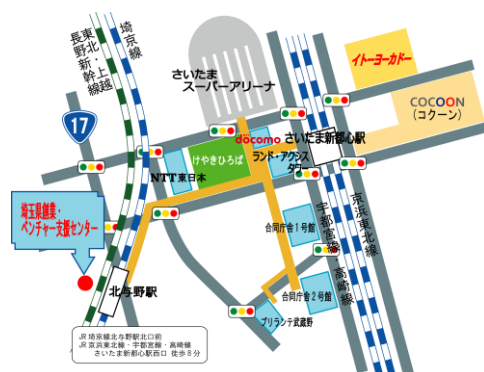 東北・上越
長野新幹線
埼京線
17
さいたま
スーパーアリーナ
イトーヨーカドー
COCOON
(コクーン)
docomo
さいたま新都心駅
ランド・アクシス
タワー
けやきひろば
NTT東日本
埼玉県創業・
ベンチャー支援センター
北与野駅
合同庁舎1号館
合同庁舎2号館
ブリランテ武蔵野
宇都宮線・高崎線
京浜東北線
JR 埼京線北与野駅北口前
JR 京浜東北線・宇都宮線・高崎線
さいたま新都心駅西口 徒歩8分